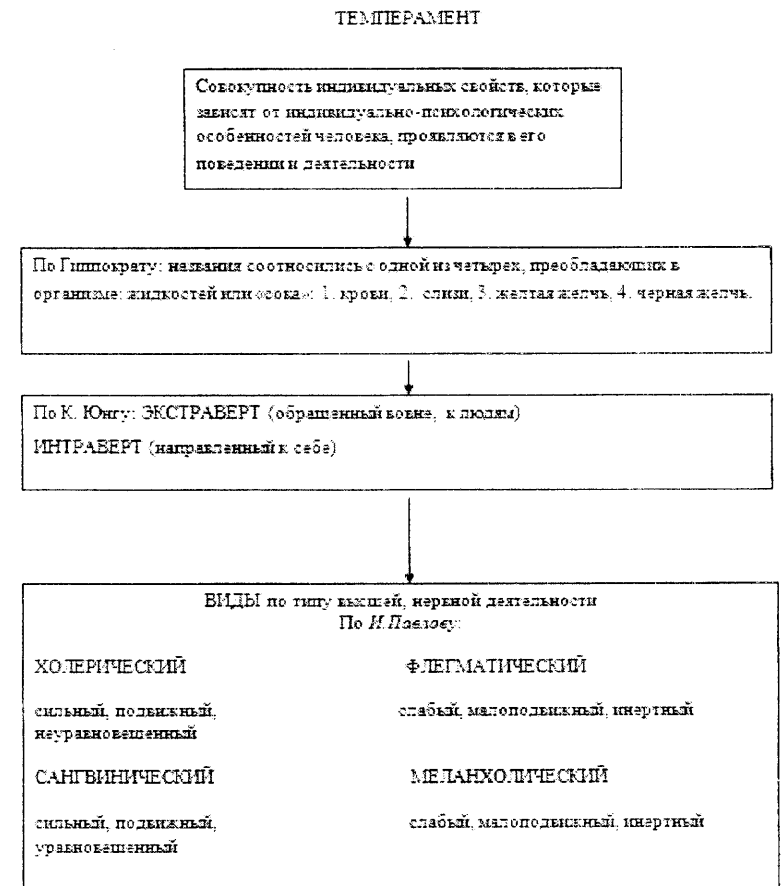 ТЕМПЕРАМЕНТ
Совокупность индивидуальных свойств, которые
зависят от индивидуально-психологических
особенностей человека, проявляются в его
поведении и деятельности
По Гиппократу: названия соотносились с одной из четырех, преобладающих в
организме: жидкостей или «сока»: 1. крови, 2. слизи, 3. желтая желчь, 4. черная желчь.
По К. Юнгу: ЭКСТРАВЕРТ (обращенный вовне, к людям)
ИНТРАВЕРТ (направленный к себе)
ВИДЫ по типу высшей, нервной деятельности
По И.Павлову:
ХОЛЕРИЧЕСКИЙ
сильный, подвижный,
неуравновешенный
ФЛЕГМАТИЧЕСКИЙ
слабый, малоподвижный, инертный
САНГВИНИЧЕСКИЙ
сильный, подвижный,
уравновешенный
МЕЛАНХОЛИЧЕСКИЙ
слабый, малоподвижный, инертный